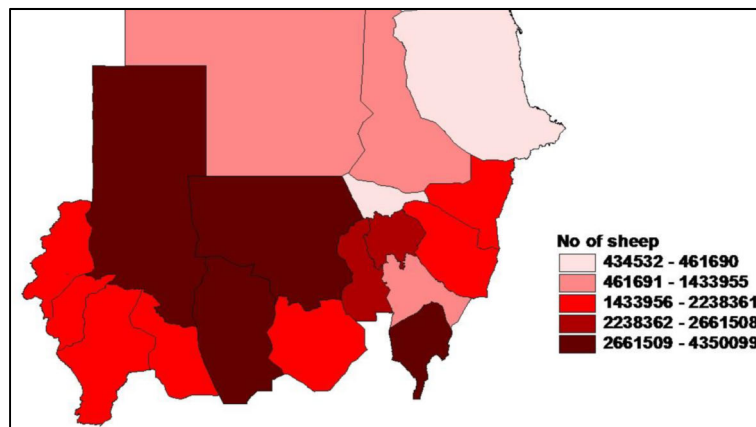 No of sheep
434532 - 461690
461691 - 1433955
1433956 - 2238361
2238362 - 2661508
2661509 - 4350099